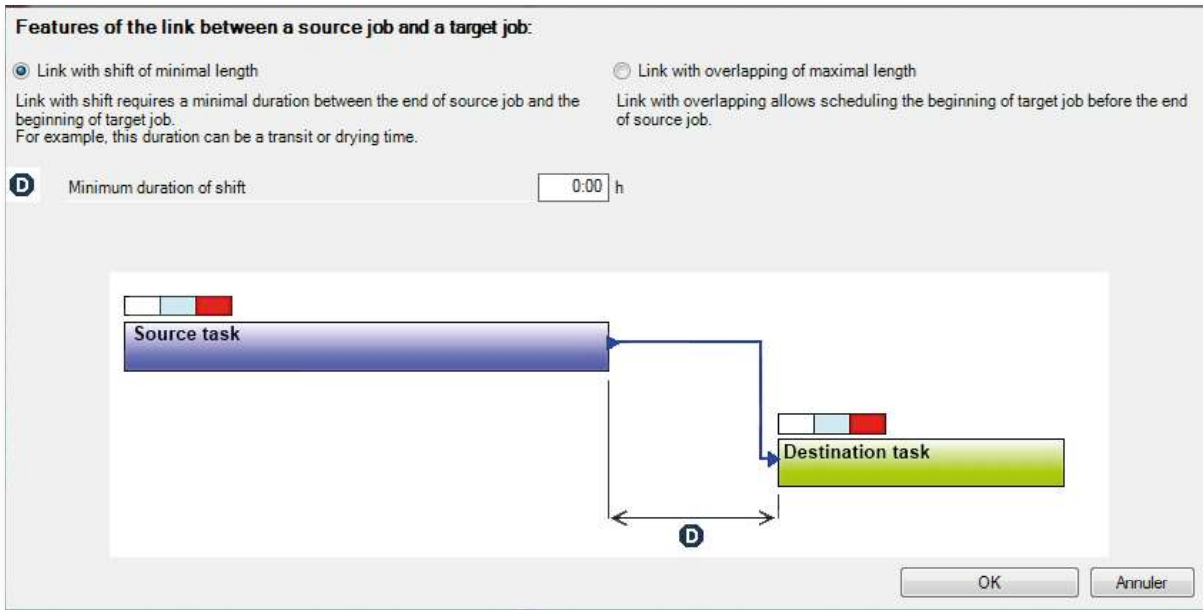 Features of the link between a source job and a target job:
Link with shift of minimal length
Link with overlapping of maximal length
Link with shift requires a minimal duration between the end of source job and the
beginning of target job.
For example, this duration can be a transit or drying time.
Link with overlapping allows scheduling the beginning of target job before the end
of source job.
D Minimum duration of shift 0:00 h
Source task
Destination task
D
OK Annuler